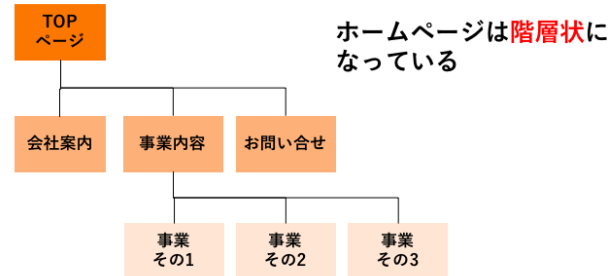 TOP
ページ
ホームページは階層状に
なっている
会社案内
事業内容
お問い合せ
事業
その1
事業
その2
事業
その3